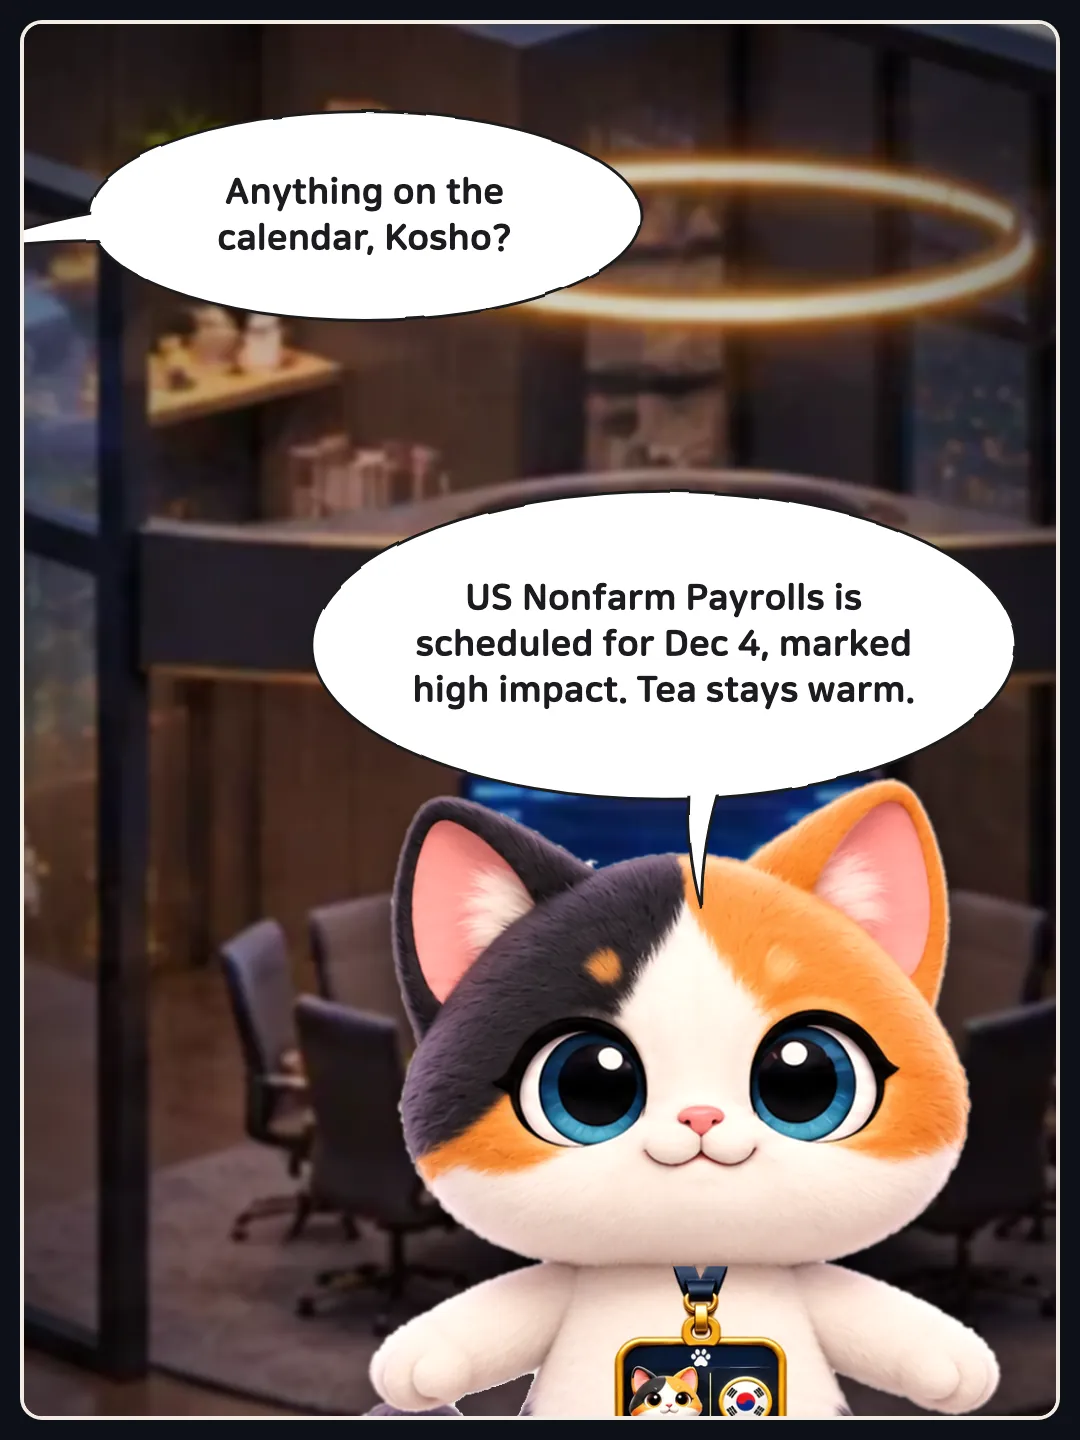 Anything on the
calendar, Kosho?
US Nonfarm Payrolls is
scheduled for Dec 4, marked
high impact. Tea stays warm.